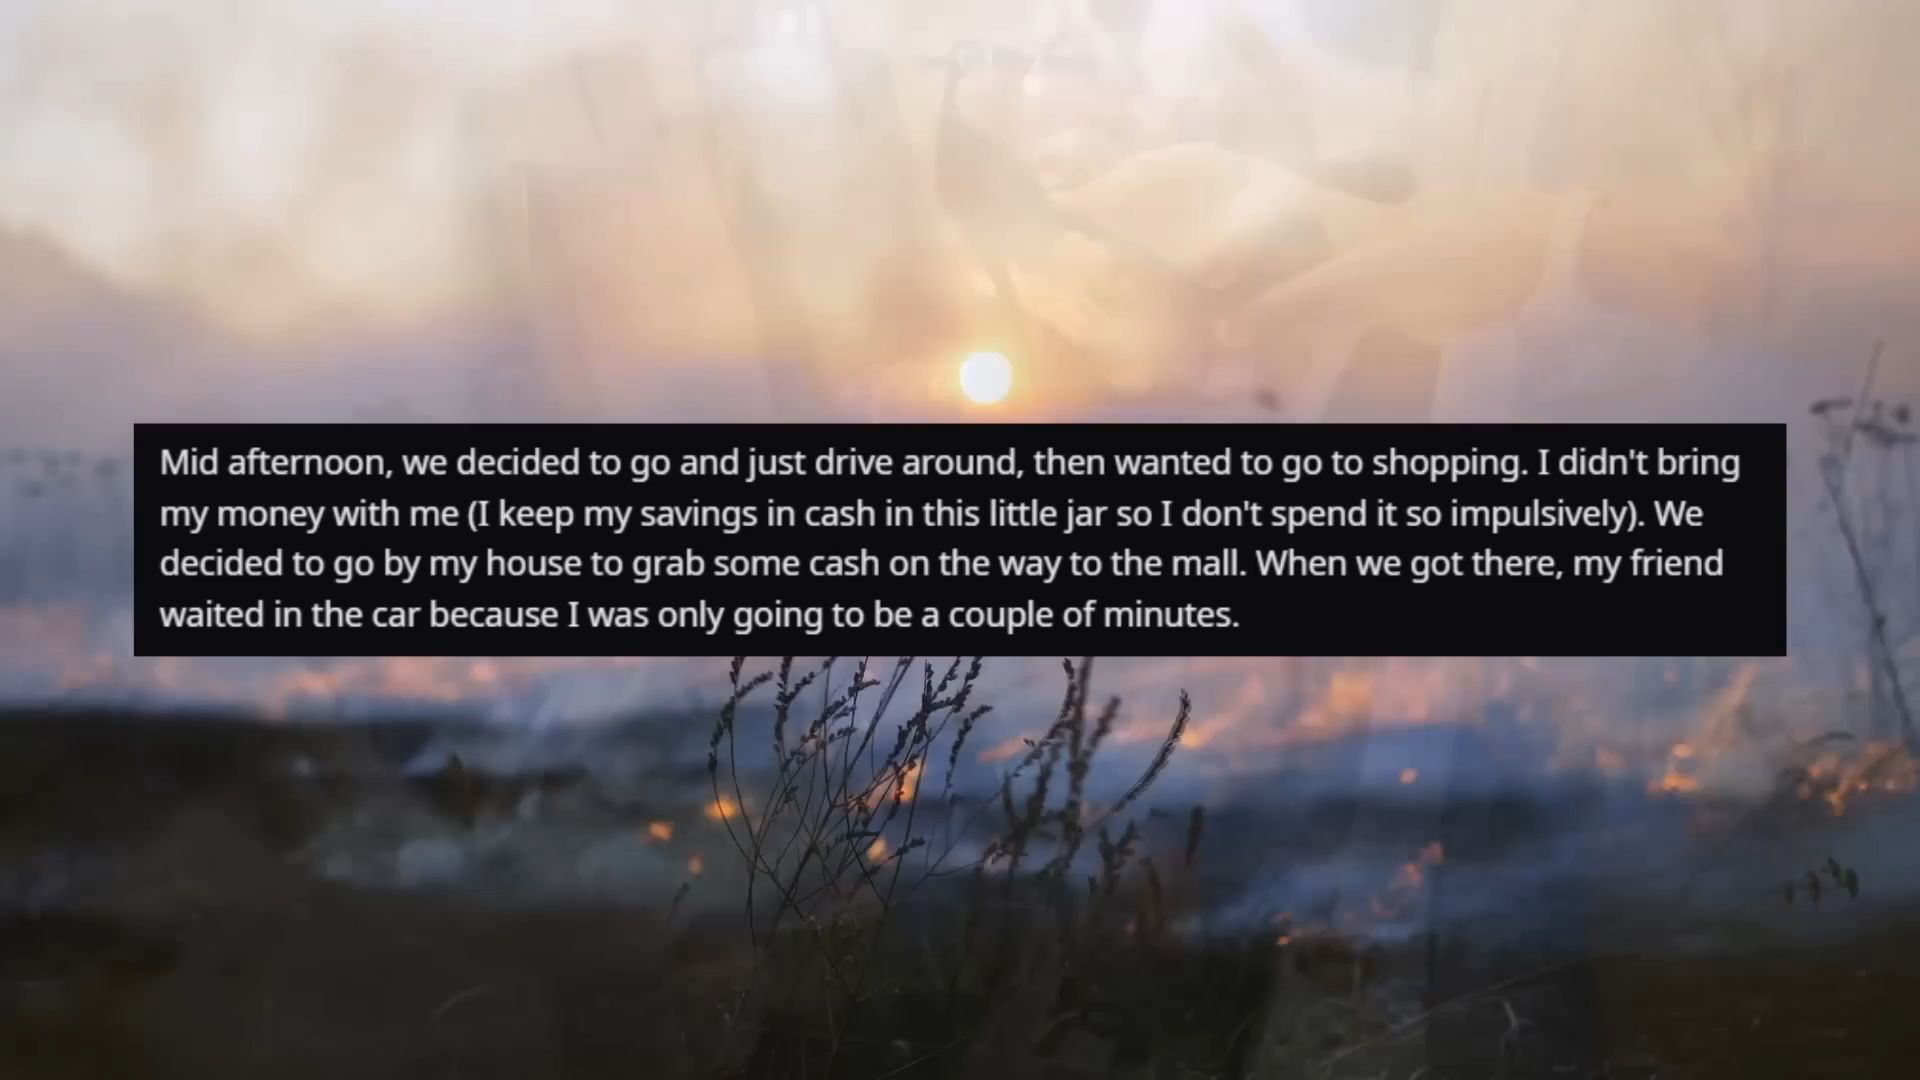 Mid afternoon, we decided to go and just drive around, then wanted to go to shopping. I didn't bring
my money with me (I keep my savings in cash in this little jar so I don't spend it so impulsively). We
decided to go by my house to grab some cash on the way to the mall. When we got there, my friend
waited in the car because I was only going to be a couple of minutes.